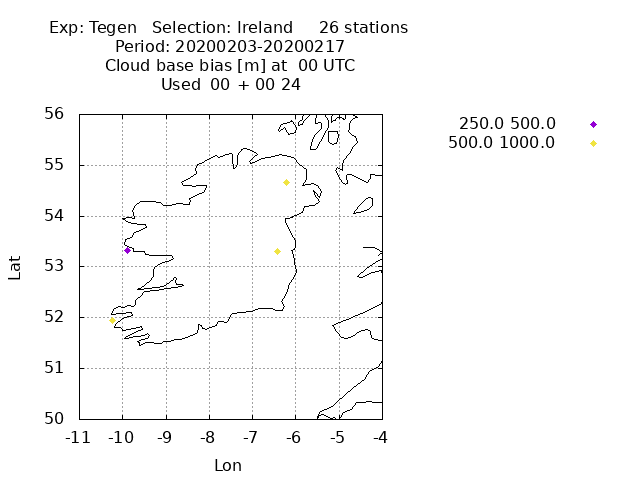 Exp: Tegen   Selection: Ireland     26 stations
Period: 20200203-20200217
Cloud base bias [m] at  00 UTC
Used  00 + 00 24
250.0 500.0
500.0 1000.0
56
55
54
53
52
51
50
-11 -10 -9 -8 -7 -6 -5 -4
Lat
Lon